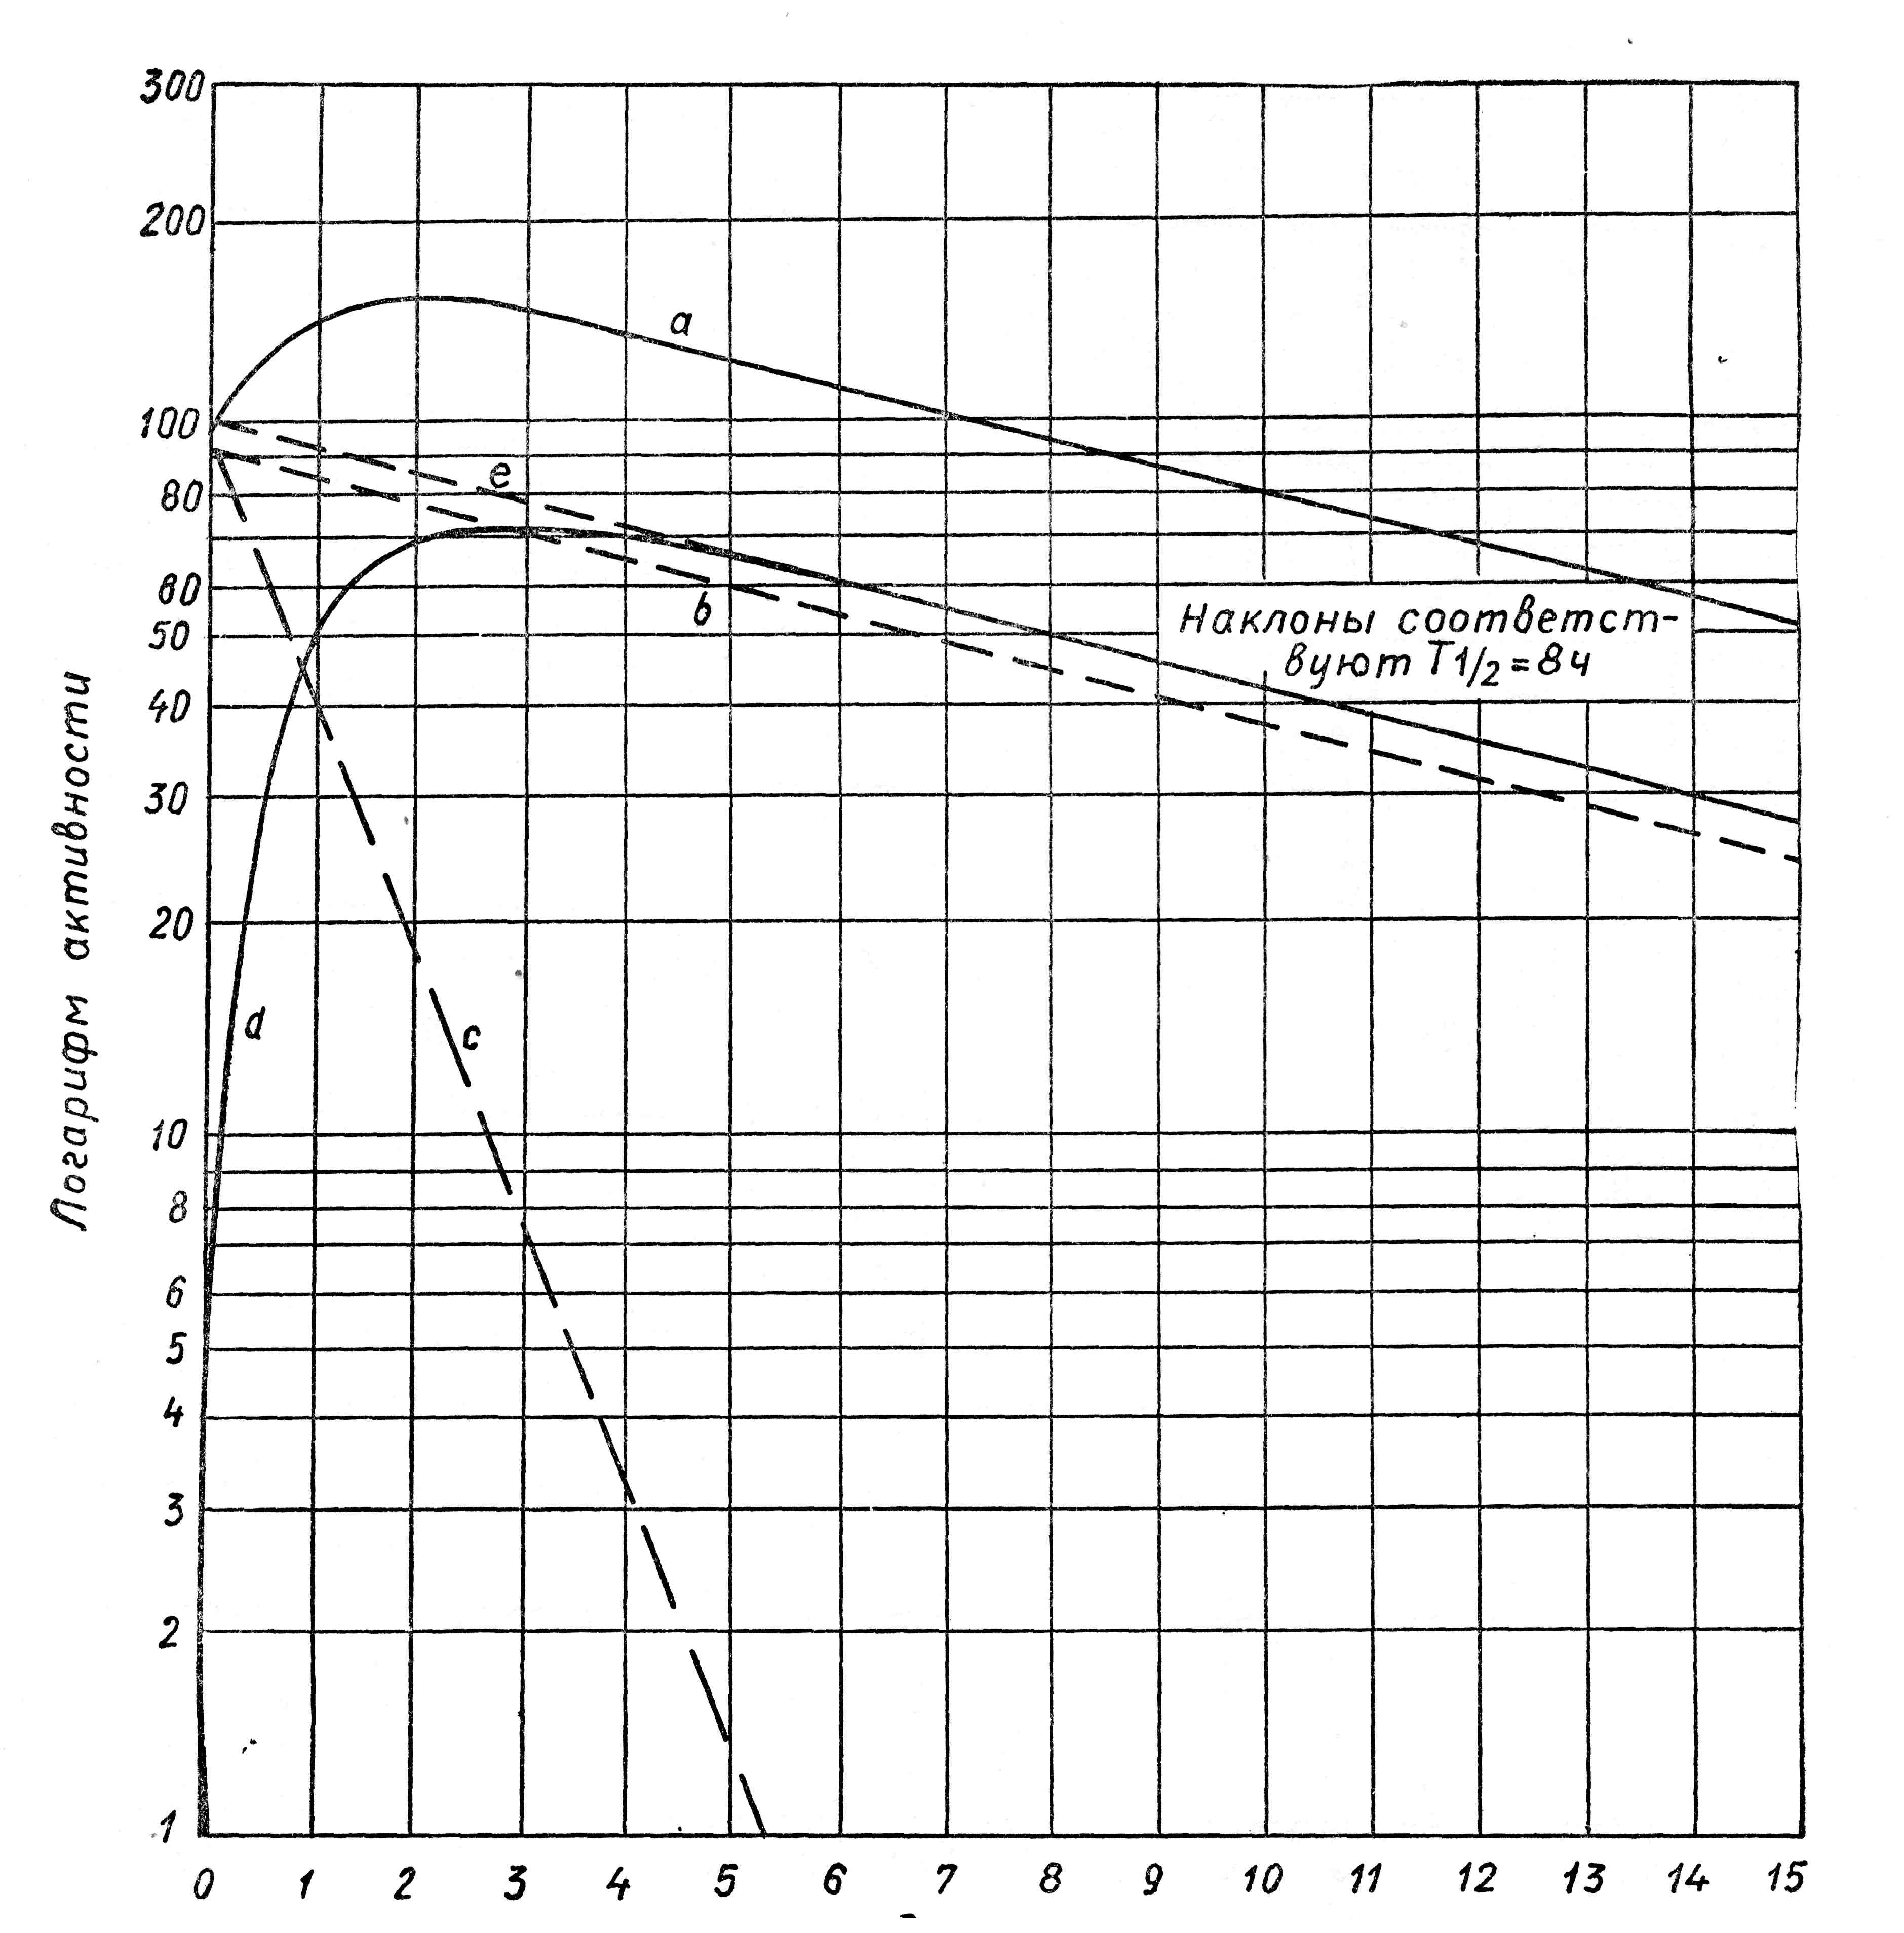 300
200
100
80
60
50
40
30
20
10
8
6
5
4
3
2
1
Логарифм активности
a
e
b
d
c
Наклоны соответст-
вуют T1/2=8ч
0 1 2 3 4 5 6 7 8 9 10 11 12 13 14 15